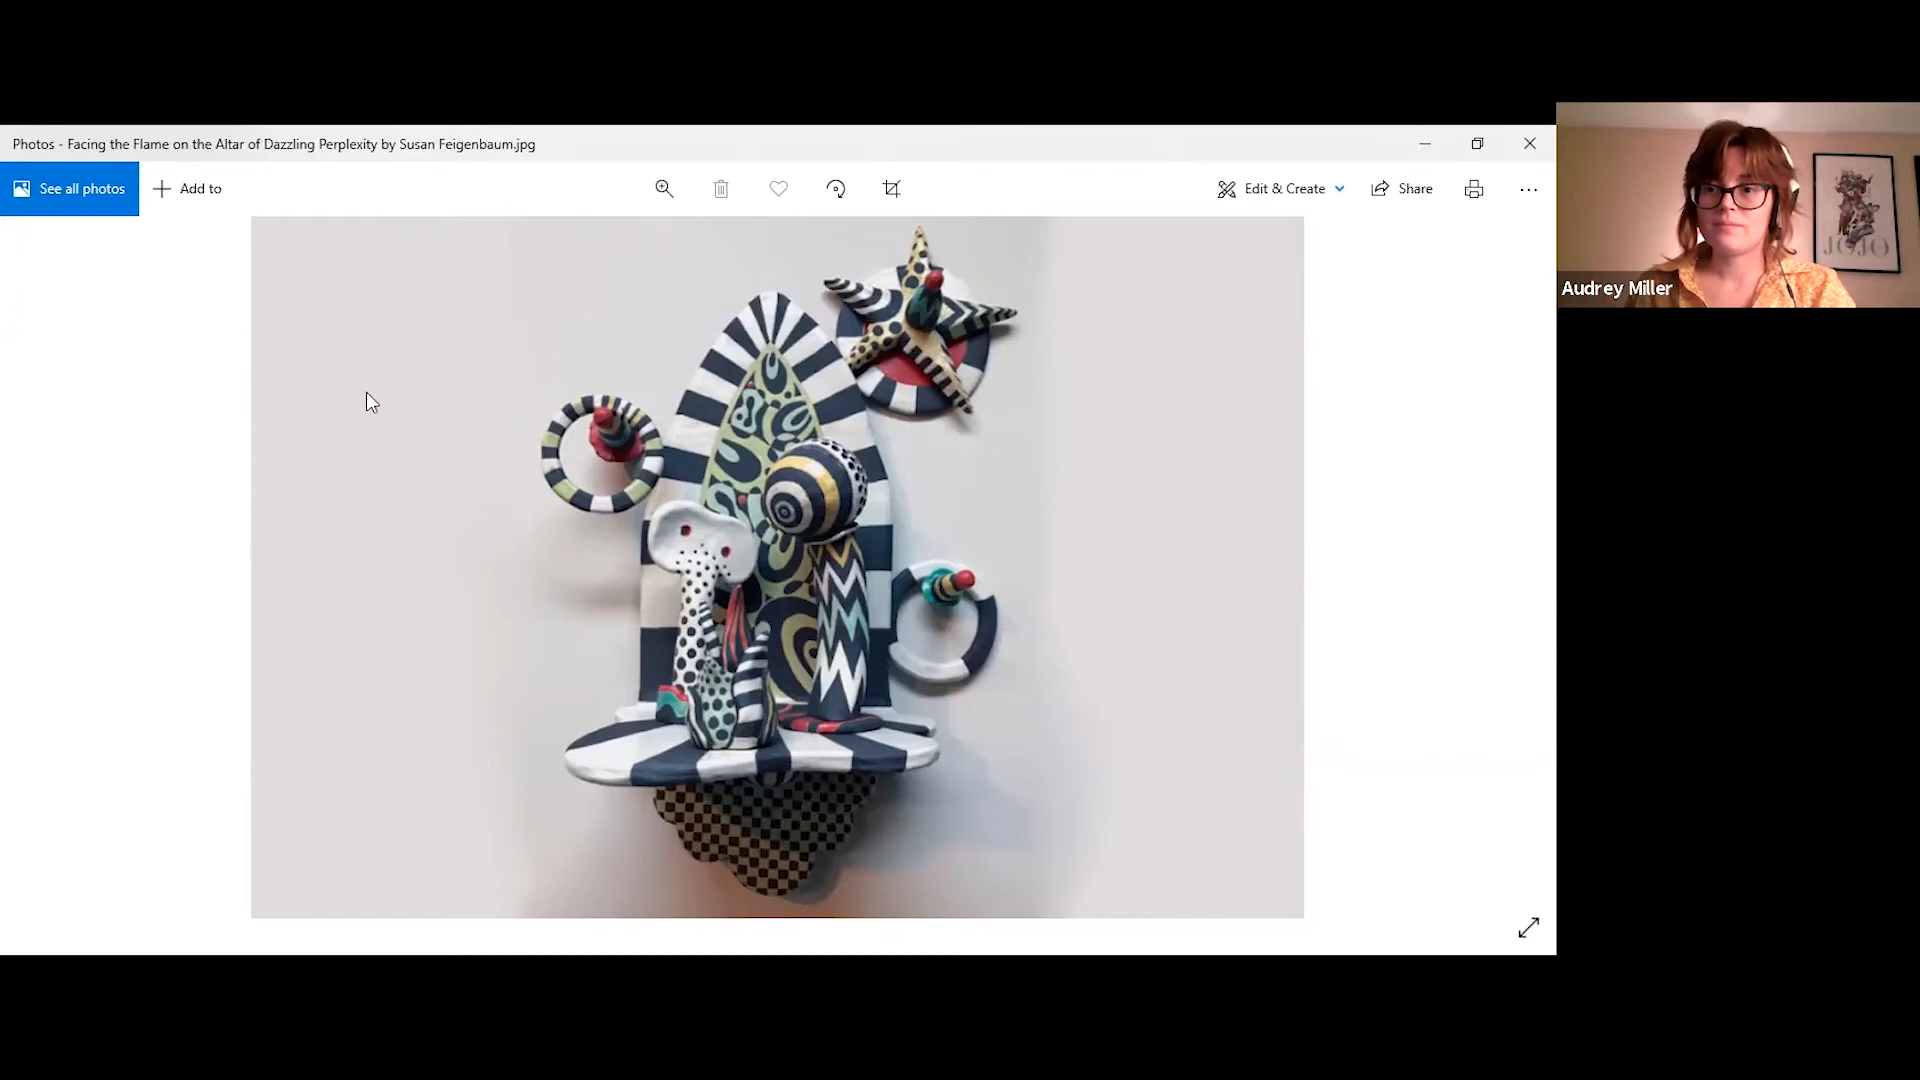 Photos - Facing the Flame on the Altar of Dazzling Perplexity by Susan Feigenbaum.jpg
See all photos
Add to
Edit & Create
Share
JOJO
Audrey Miller